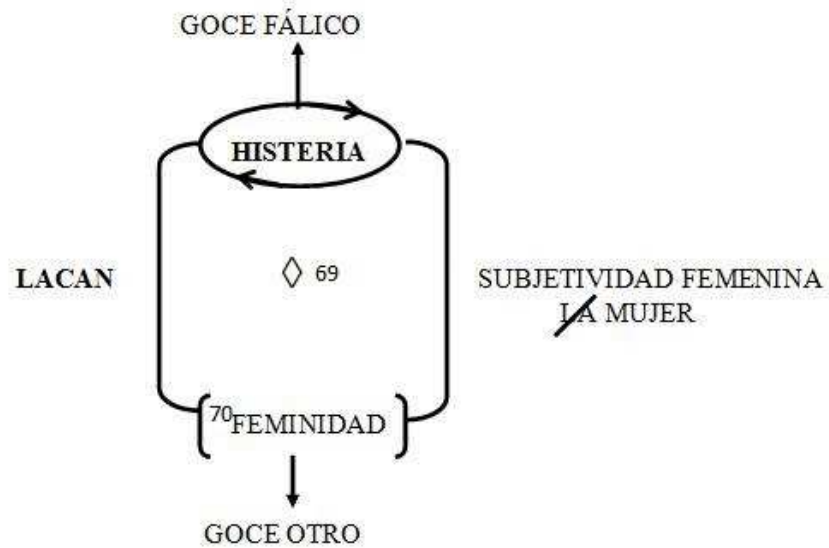 GOCE FÁLICO
HISTERIA
LACAN
◊ 69
SUBJETIVIDAD FEMENINA
LA MUJER
70FEMINIDAD
GOCE OTRO